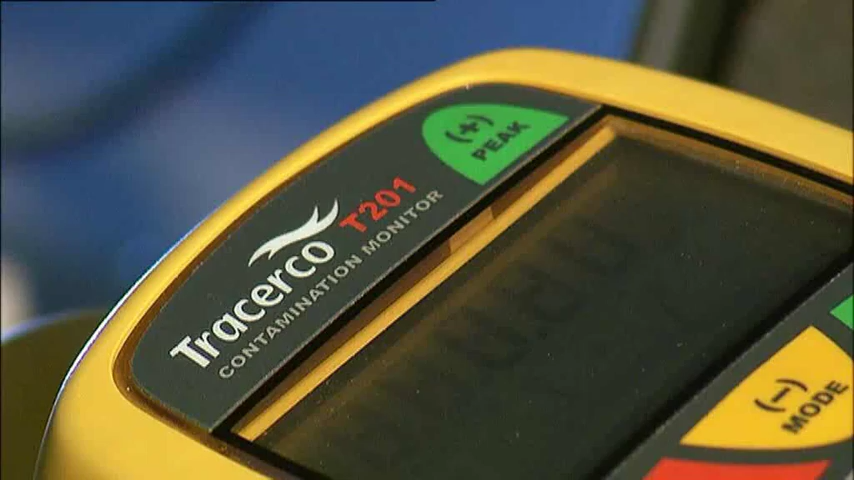 (+)
PEAK
Tracerco T201
CONTAMINATION MONITOR
(-)
MODE